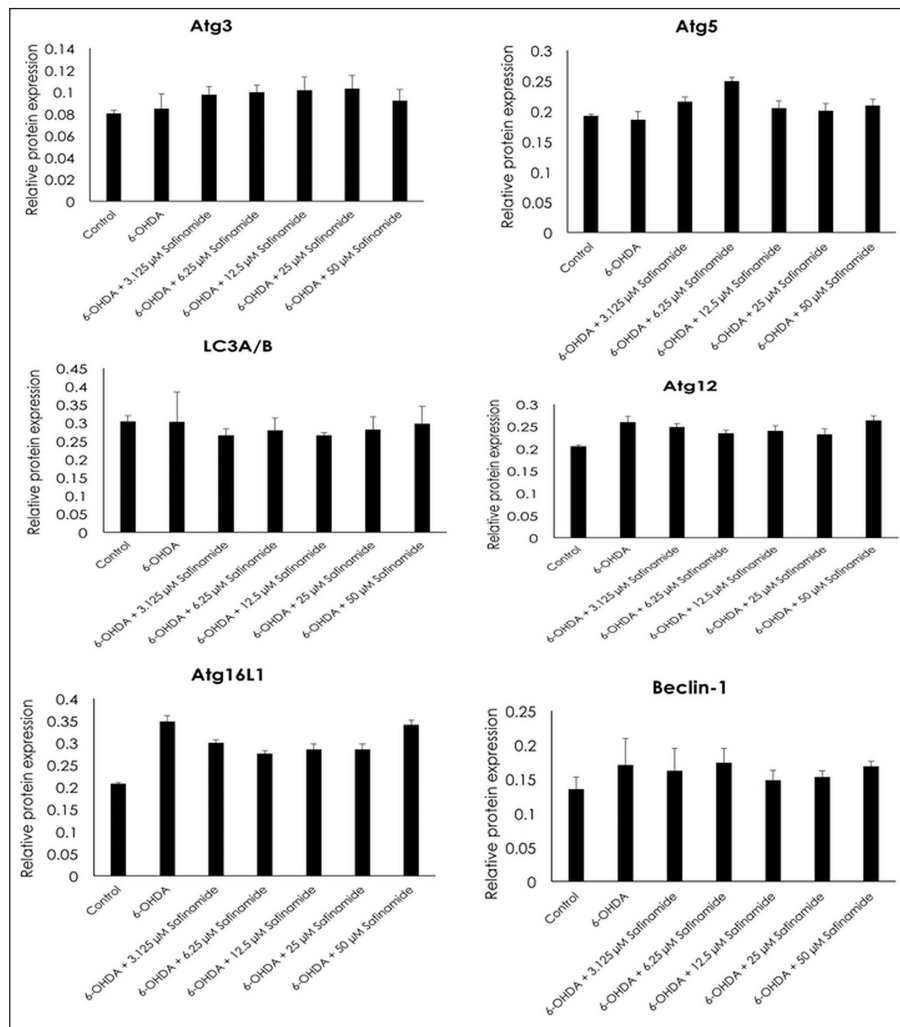 Atg3
Relative protein expression
0.14
0.12
0.1
0.08
0.06
0.04
0.02
0
Control
6-OHDA
6-OHDA + 3.125 µM Safinamide
6-OHDA + 6.25 µM Safinamide
6-OHDA + 12.5 µM Safinamide
6-OHDA + 25 µM Safinamide
6-OHDA + 50 µM Safinamide
Atg5
Relative protein expression
0.3
0.25
0.2
0.15
0.1
0.05
0
Control
6-OHDA
6-OHDA + 3.125 µM Safinamide
6-OHDA + 6.25 µM Safinamide
6-OHDA + 12.5 µM Safinamide
6-OHDA + 25 µM Safinamide
6-OHDA + 50 µM Safinamide
LC3A/B
Relative protein expression
0.45
0.4
0.35
0.3
0.25
0.2
0.15
0.1
0.05
0
Control
6-OHDA
6-OHDA + 3.125 µM Safinamide
6-OHDA + 6.25 µM Safinamide
6-OHDA + 12.5 µM Safinamide
6-OHDA + 25 µM Safinamide
6-OHDA + 50 µM Safinamide
Atg12
Relative protein expression
0.3
0.25
0.2
0.15
0.1
0.05
0
Control
6-OHDA
6-OHDA + 3.125 µM Safinamide
6-OHDA + 6.25 µM Safinamide
6-OHDA + 12.5 µM Safinamide
6-OHDA + 25 µM Safinamide
6-OHDA + 50 µM Safinamide
Atg16L1
Relative protein expression
0.4
0.35
0.3
0.25
0.2
0.15
0.1
0.05
0
Control
6-OHDA
6-OHDA + 3.125 µM Safinamide
6-OHDA + 6.25 µM Safinamide
6-OHDA + 12.5 µM Safinamide
6-OHDA + 25 µM Safinamide
6-OHDA + 50 µM Safinamide
Beclin-1
Relative protein expression
0.25
0.2
0.15
0.1
0.05
0
Control
6-OHDA
6-OHDA + 3.125 µM Safinamide
6-OHDA + 6.25 µM Safinamide
6-OHDA + 12.5 µM Safinamide
6-OHDA + 25 µM Safinamide
6-OHDA + 50 µM Safinamide